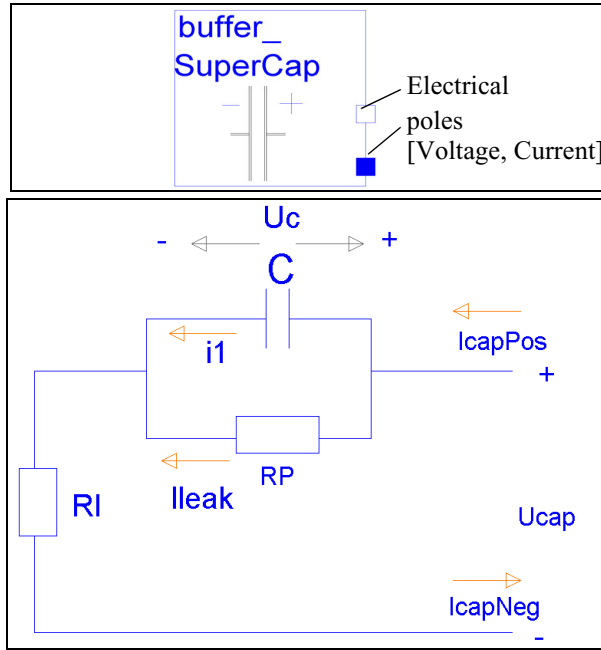 buffer_
SuperCap
- +
Electrical
poles
[Voltage, Current]
Uc
- +
C
i1
IcapPos
+
RP
Ileak
RI
Ucap
IcapNeg
-